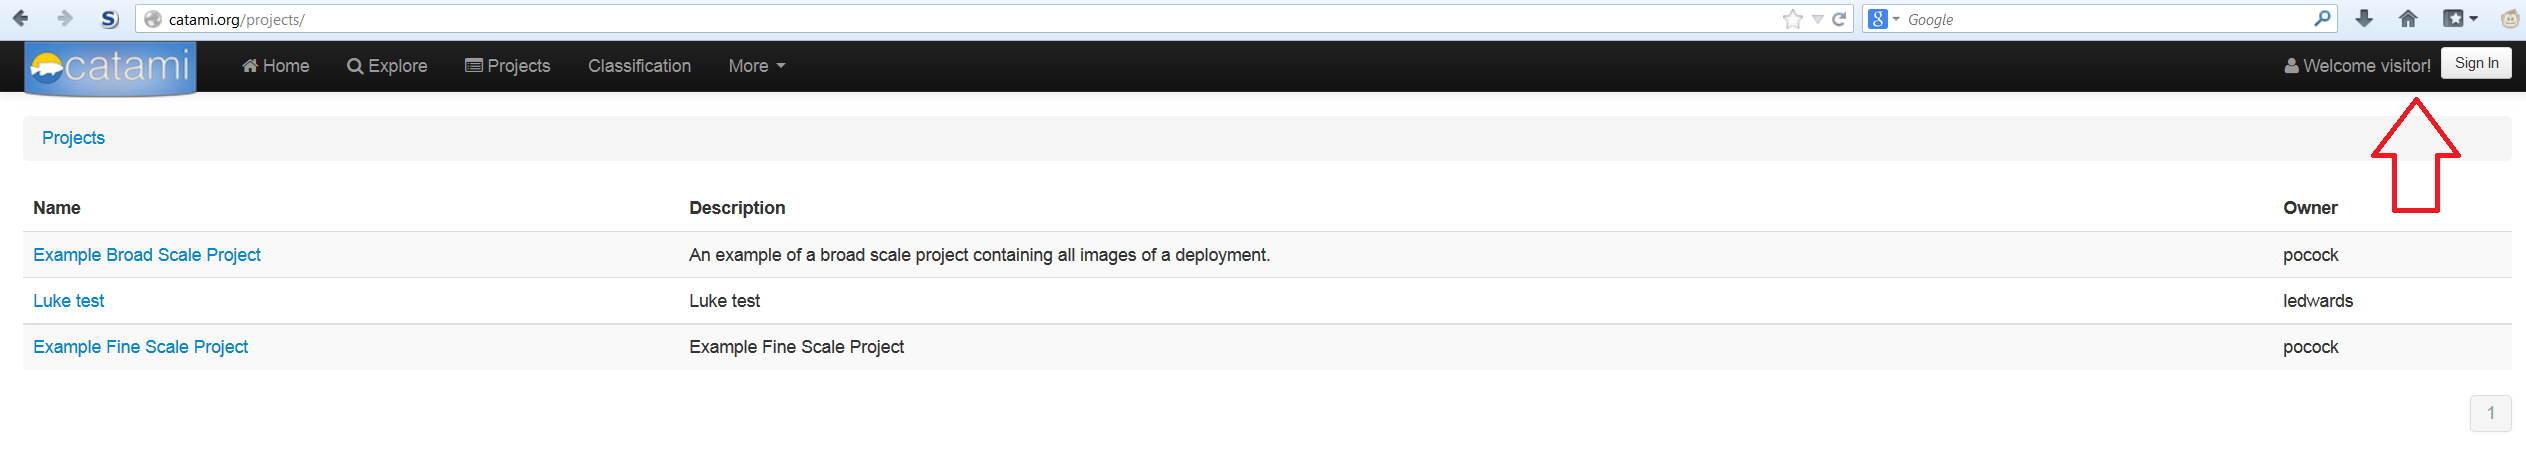 catami.org/projects/ Google
catami Home Explore Projects Classification More Welcome visitor! Sign In
Projects
Name Description Owner
Example Broad Scale Project An example of a broad scale project containing all images of a deployment. pocock
Luke test Luke test ledwards
Example Fine Scale Project Example Fine Scale Project pocock
1